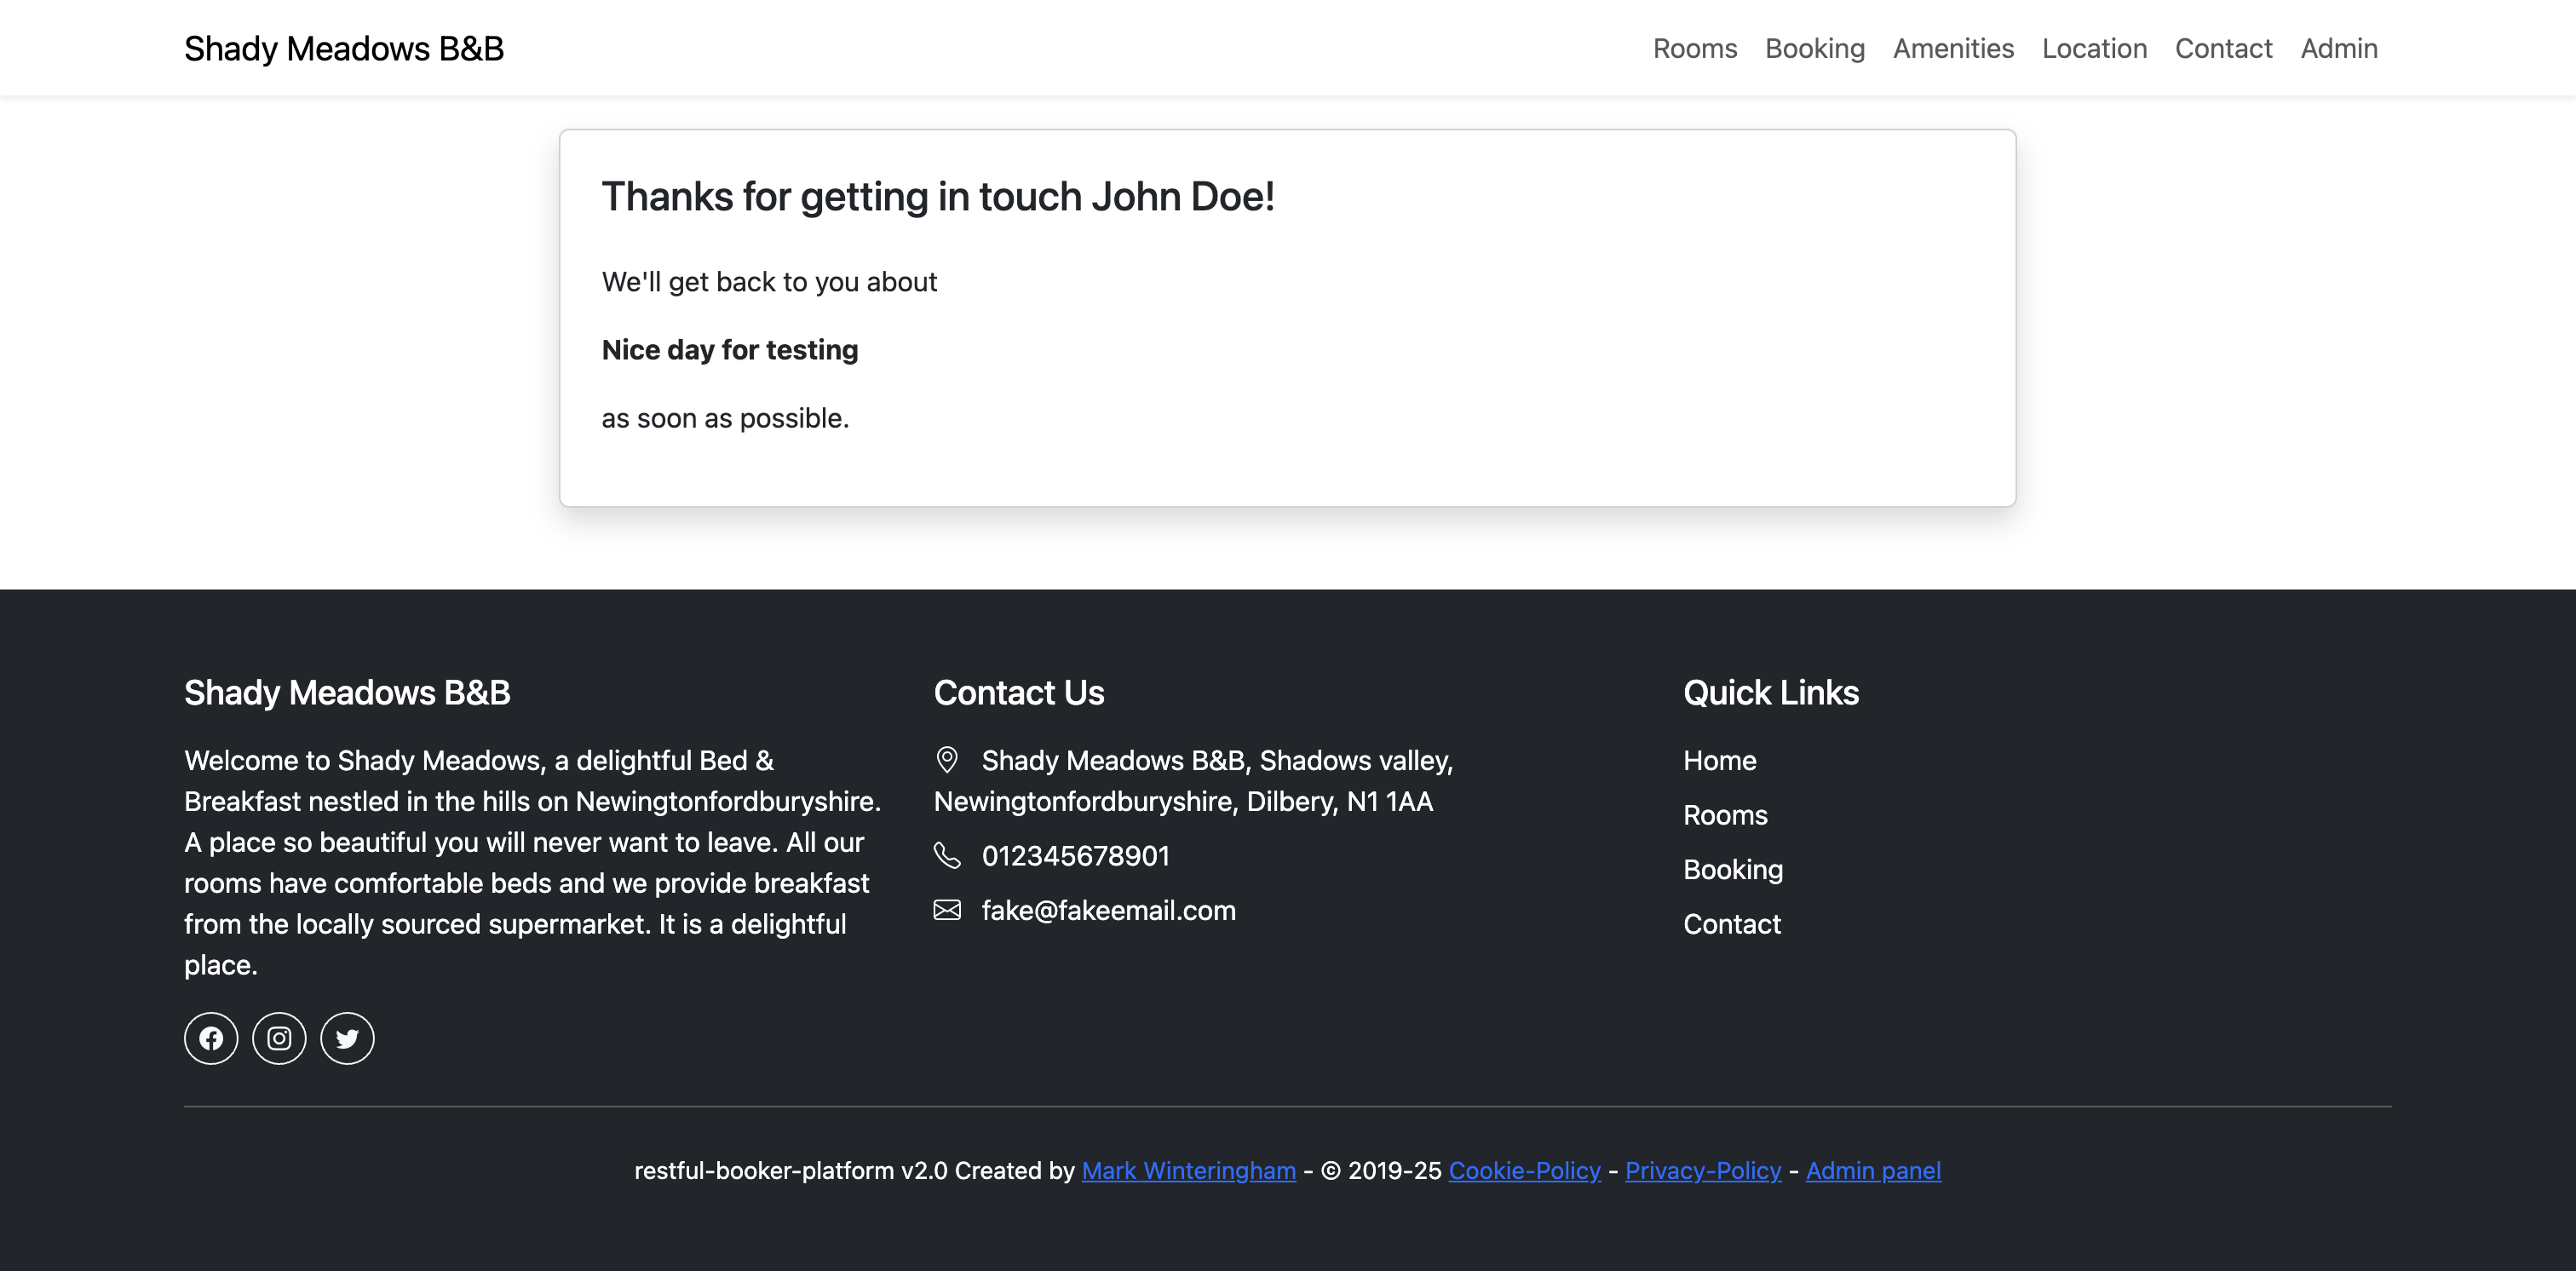 Shady Meadows B&B
Rooms Booking Amenities Location Contact Admin
Thanks for getting in touch John Doe!
We'll get back to you about
Nice day for testing
as soon as possible.
Shady Meadows B&B
Welcome to Shady Meadows, a delightful Bed &
Breakfast nestled in the hills on Newingtonfordburyshire.
A place so beautiful you will never want to leave. All our
rooms have comfortable beds and we provide breakfast
from the locally sourced supermarket. It is a delightful
place.
Contact Us
Shady Meadows B&B, Shadows valley,
Newingtonfordburyshire, Dilbery, N1 1AA
012345678901
fake@fakeemail.com
Quick Links
Home
Rooms
Booking
Contact
restful-booker-platform v2.0 Created by Mark Winteringham - © 2019-25 Cookie-Policy - Privacy-Policy - Admin panel